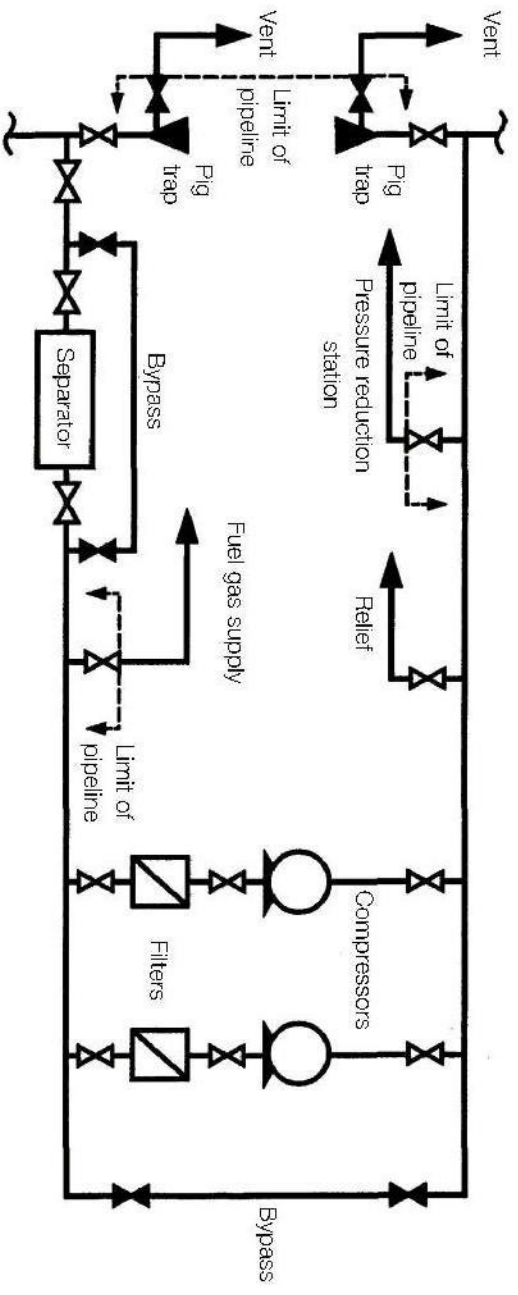 Vent
Vent
Limit of
pipeline
Pig
trap
Pig
trap
Limit of
pipeline
Pressure reduction
station
Relief
Bypass
Separator
Fuel gas supply
Limit of
pipeline
Compressors
Filters
Bypass